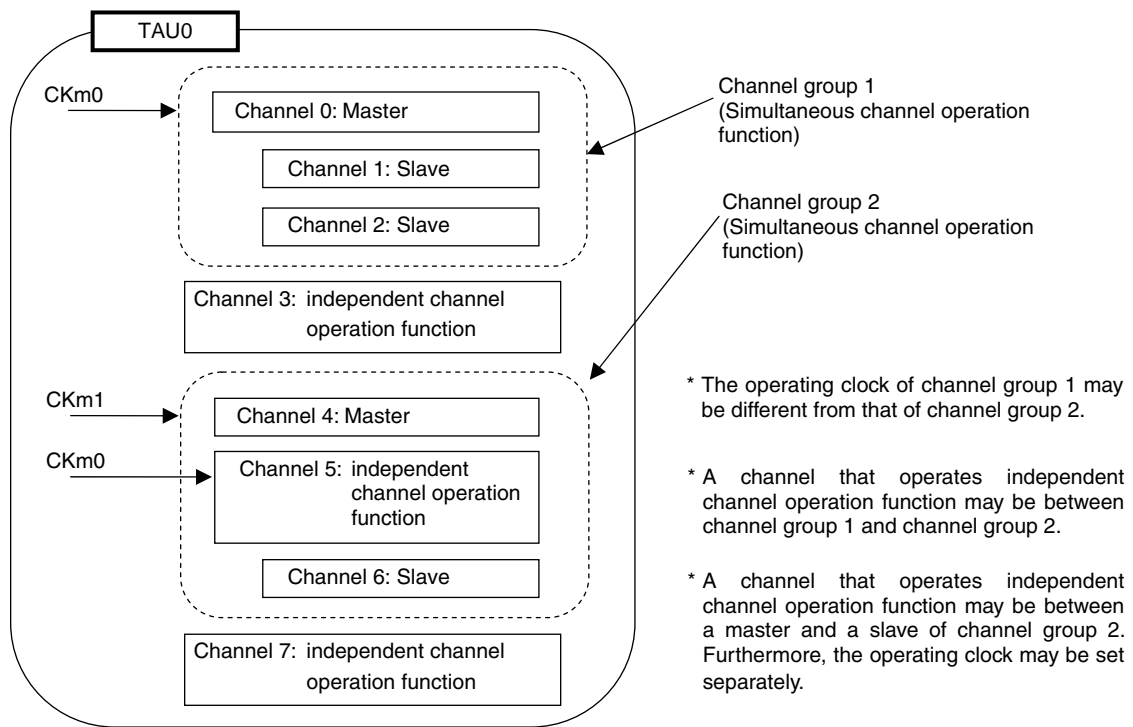 TAU0
CKm0
Channel 0: Master
Channel 1: Slave
Channel 2: Slave
Channel group 1
(Simultaneous channel operation
function)
Channel group 2
(Simultaneous channel operation
function)
Channel 3: independent channel
operation function
CKm1
Channel 4: Master
CKm0
Channel 5: independent
channel operation
function
Channel 6: Slave
Channel 7: independent channel
operation function
* The operating clock of channel group 1 may
be different from that of channel group 2.
* A channel that operates independent
channel operation function may be between
channel group 1 and channel group 2.
* A channel that operates independent
channel operation function may be between
a master and a slave of channel group 2.
Furthermore, the operating clock may be set
separately.